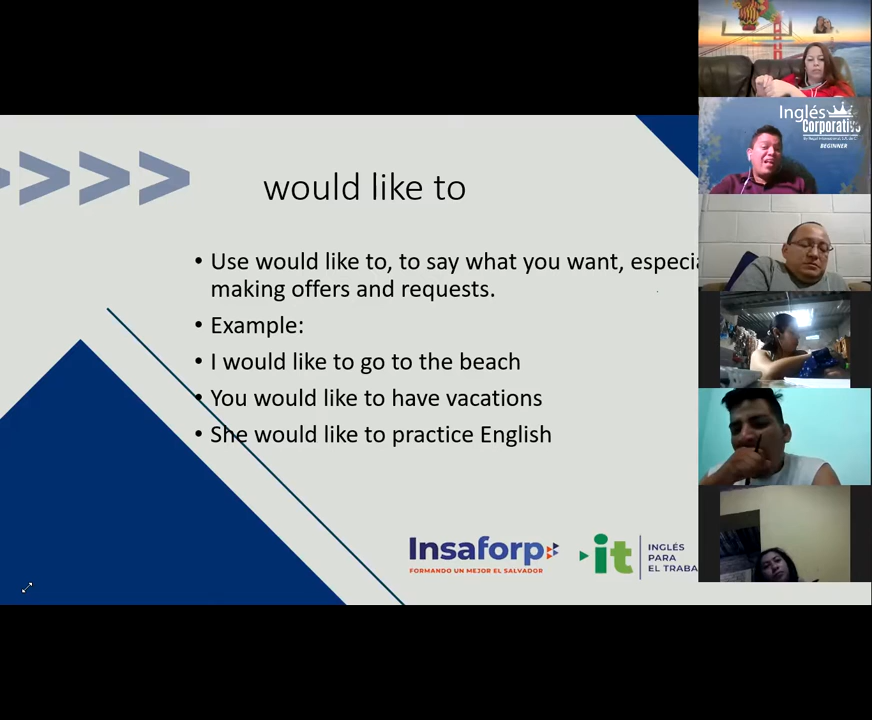 >>>>
would like to
• Use would like to, to say what you want,
making offers and requests.
• Example:
• I would like to go to the beach
• You would like to have vacations
• She would like to practice English
Insaforp
FORMANDO UN MEJOR EL SALVADOR
it
INGLÉS
PARA
EL
Inglés
Corporativo
BEGINNER